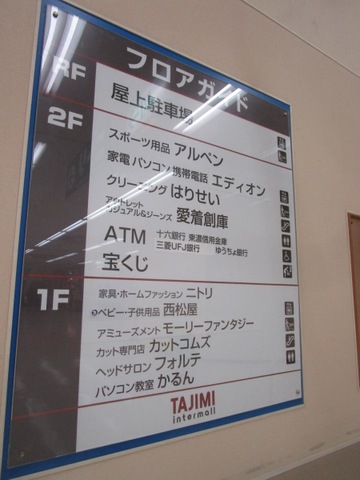 フロアガイド
RF 屋上駐車場
2F
スポーツ用品 アルペン
家電 パソコン 携帯電話 エディオン
クリーニング はりせい
アウトレット
カジュアル&ジーンズ 愛着創庫
ATM 十六銀行 東濃信用金庫
三菱UFJ銀行 ゆうちょ銀行
宝くじ
1F
家具・ホームファッション ニトリ
ベビー・子供用品 西松屋
アミューズメント モーリーファンタジー
カット専門店 カットコムズ
ヘッドサロン フォルテ
パソコン教室 かるん
TAJIMI
intermall